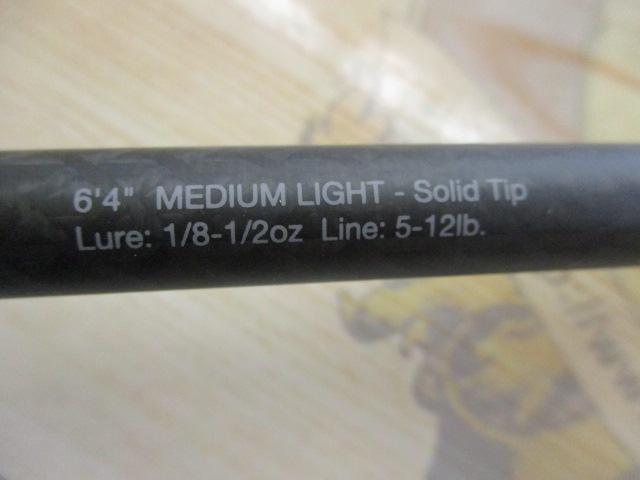 6'4" MEDIUM LIGHT - Solid Tip
Lure: 1/8-1/2oz Line: 5-12lb.